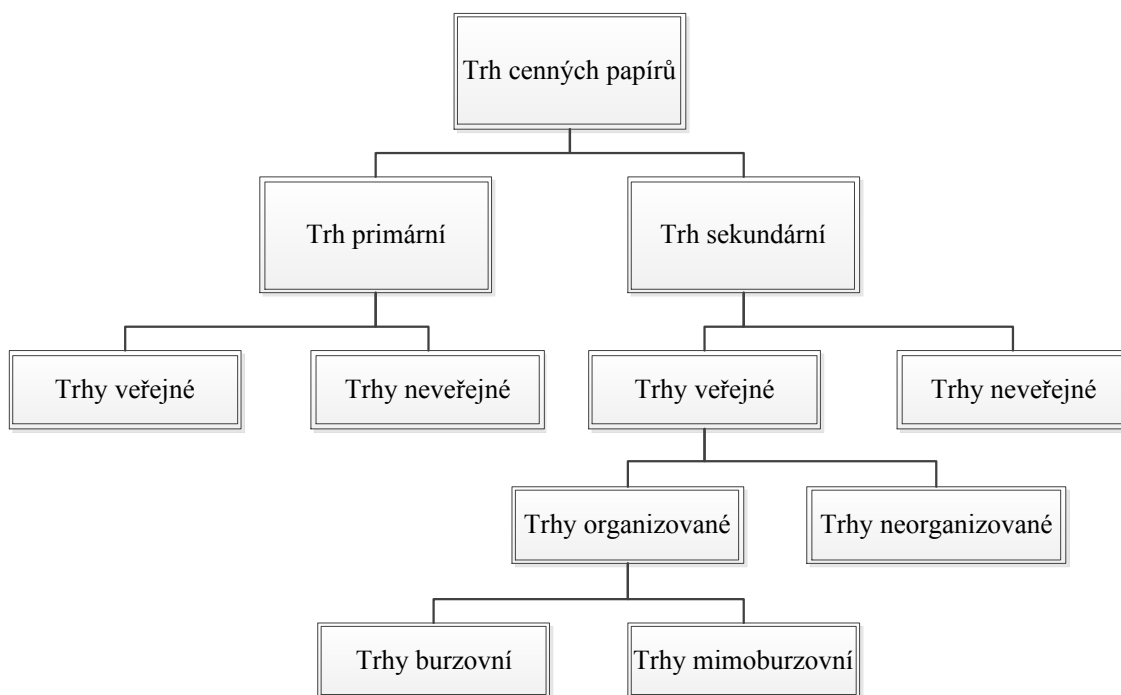 Trh cenných papírů
Trh primární
Trh sekundární
Trhy veřejné
Trhy neveřejné
Trhy veřejné
Trhy neveřejné
Trhy organizované
Trhy neorganizované
Trhy burzovní
Trhy mimoburzovní